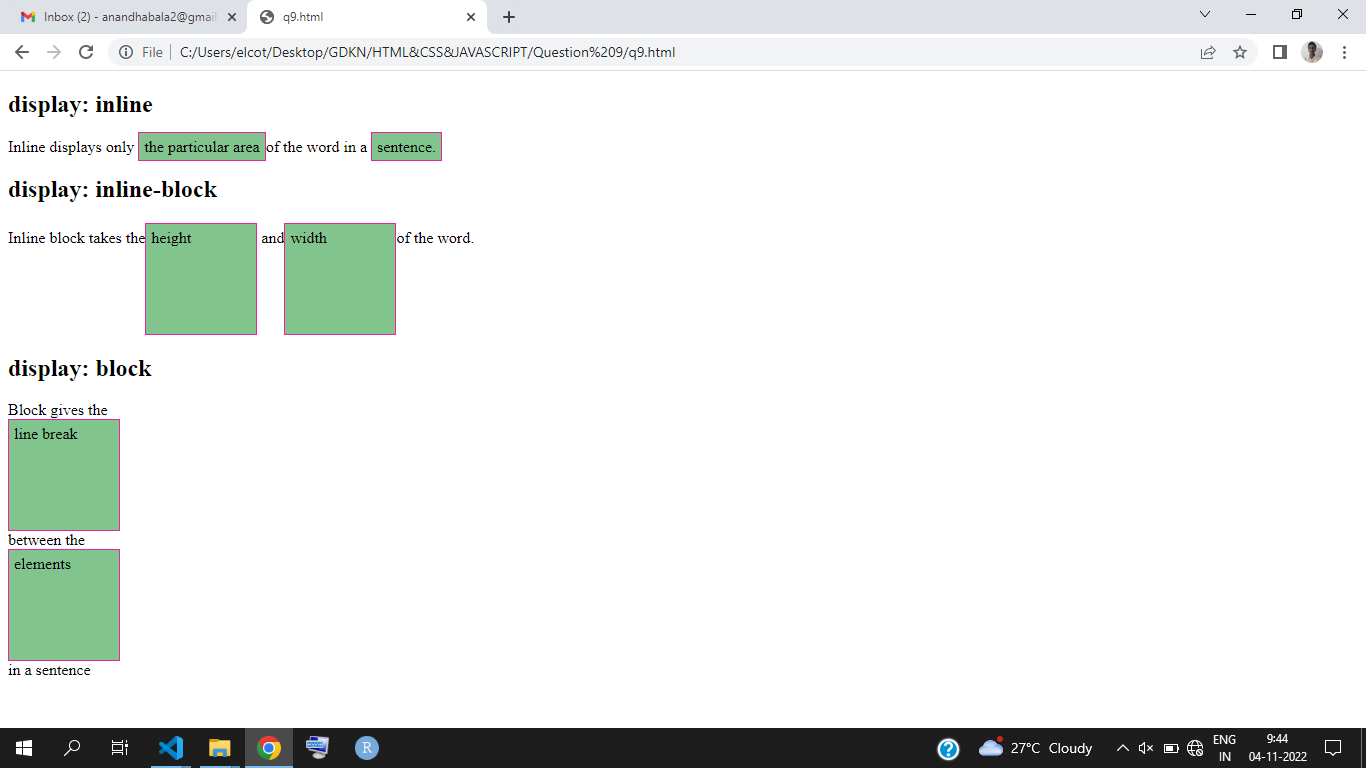 Inbox (2) - anandhabala2@gmail.
q9.html
File
C:/Users/elcot/Desktop/GDKN/HTML&CSS&JAVASCRIPT/Question%209/q9.html
display: inline
Inline displays only the particular area of the word in a sentence.
display: inline-block
Inline block takes the height and width of the word.
display: block
Block gives the
line break
between the
elements
in a sentence
27°C Cloudy
ENG
IN
9:44
04-11-2022
R